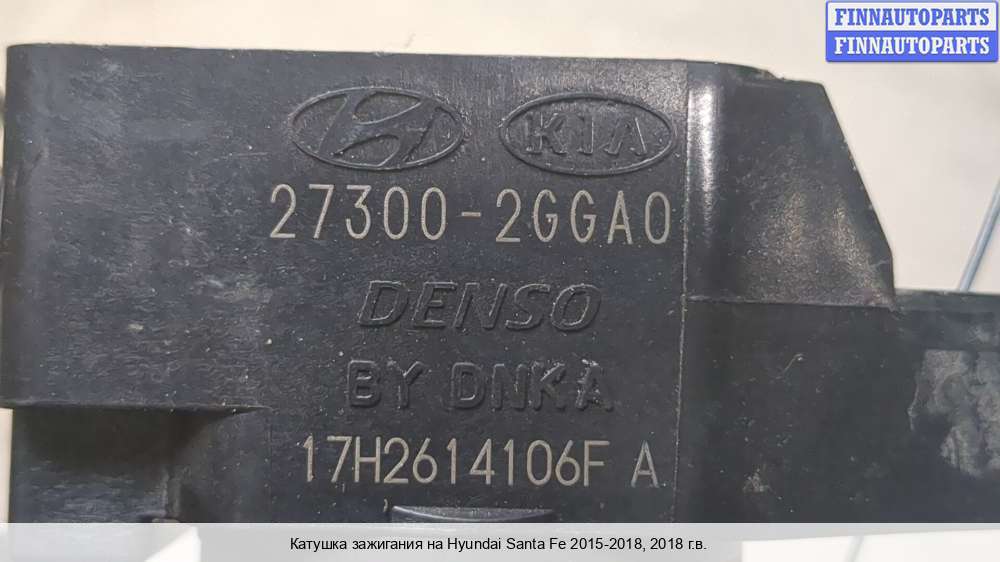 FINNAUTOPARTS
FINNAUTOPARTS
KIA
27300-2GGA0
DENSO
BY DNKA
17H2614106F A
Катушка зажигания на Hyundai Santa Fe 2015-2018, 2018 г.в.